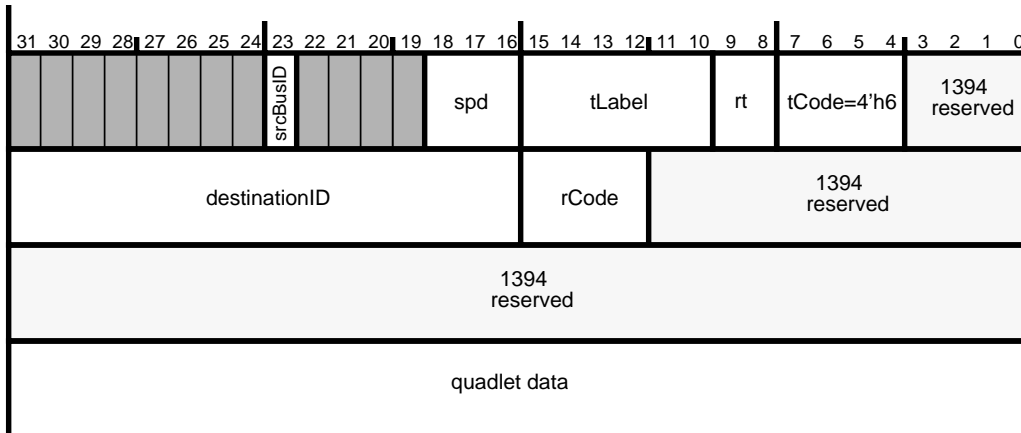 31 30 29 28 27 26 25 24 23 22 21 20 19 18 17 16 15 14 13 12 11 10 9 8 7 6 5 4 3 2 1 0
srcBusID spd tLabel rt tCode=4'h6 1394
reserved
destinationID rCode 1394
reserved
1394
reserved
quadlet data